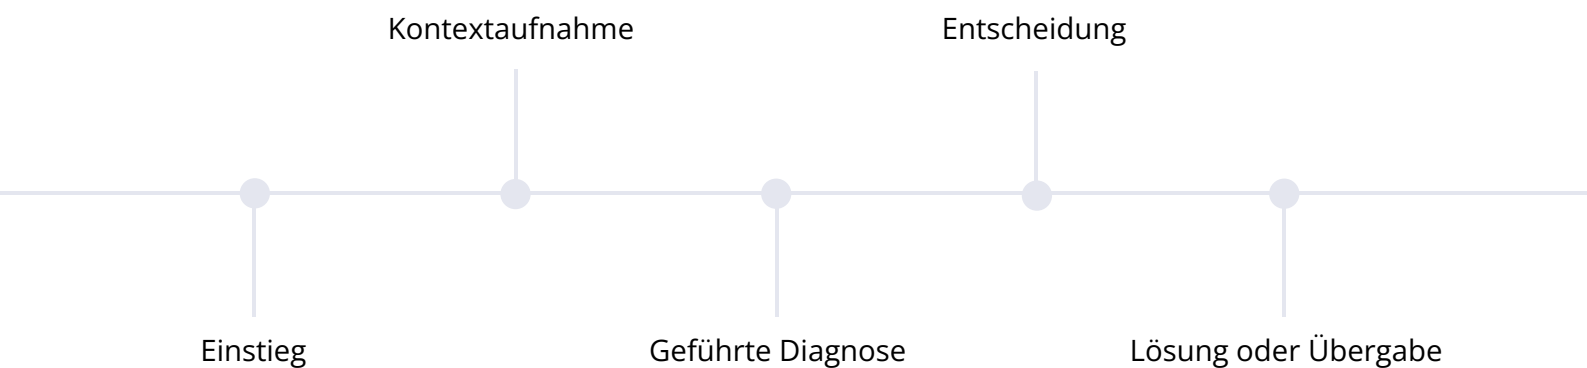 Kontextaufnahme
Entscheidung
Einstieg
Geführte Diagnose
Lösung oder Übergabe